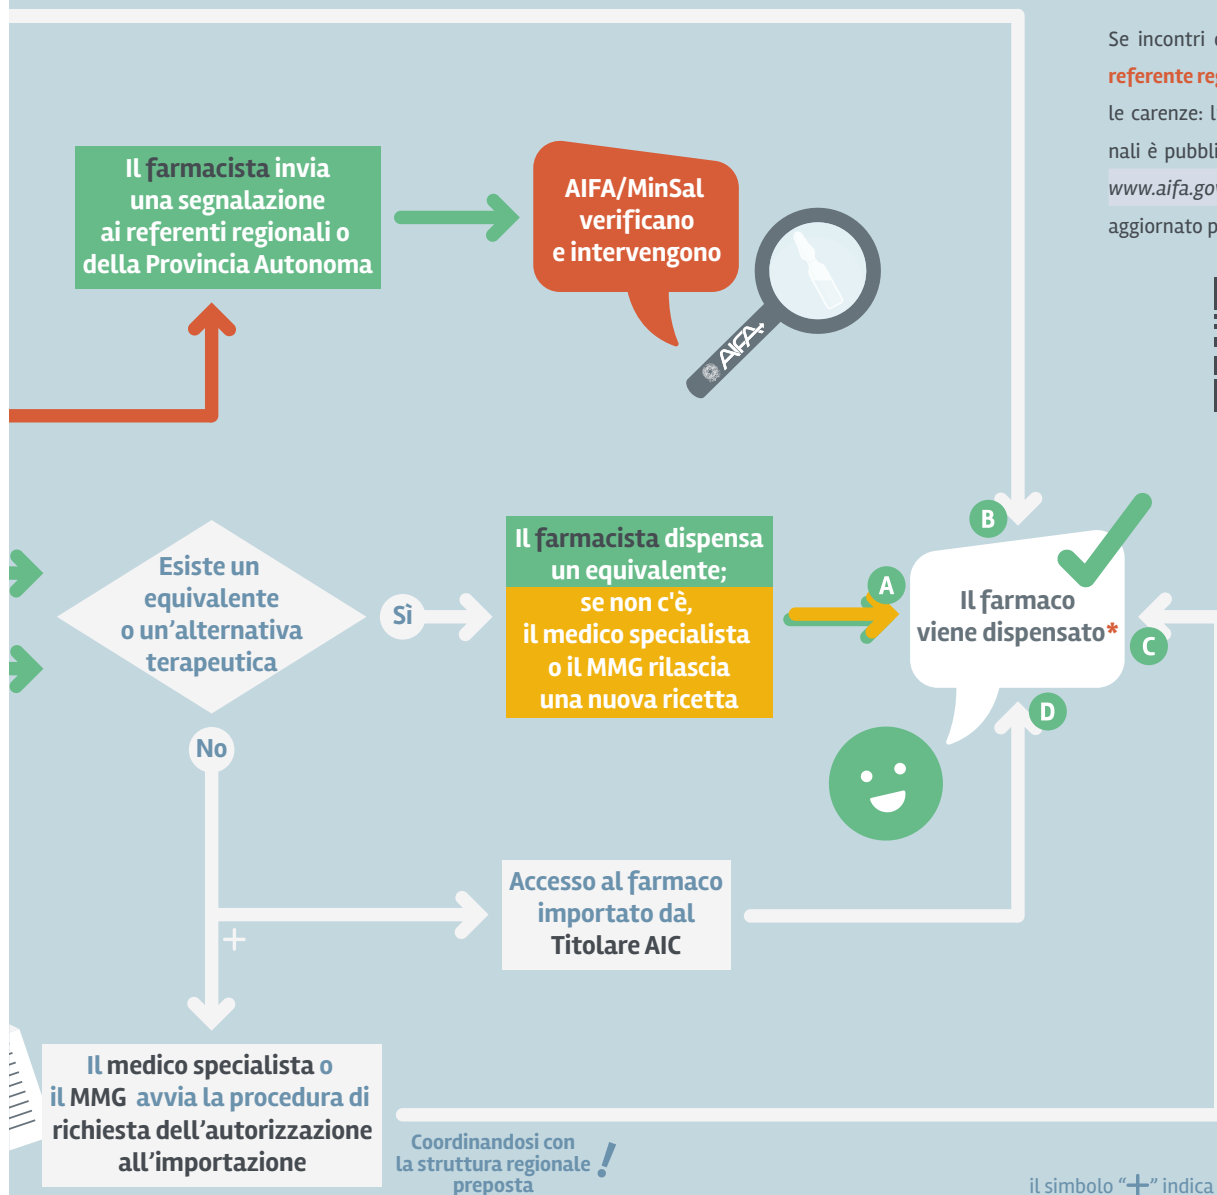 Se incontri
referente
le carenze:
nali è
www.aifa.gov
aggiornato
Il farmacista invia
una segnalazione
ai referenti regionali o
della Provincia Autonoma
AIFA/MinSal
verificano
e intervengono
AIFA
Esiste un
equivalente
o un’alternativa
terapeutica
Sì
Il farmacista dispensa
un equivalente;
se non c'è,
il medico specialista
o il MMG rilascia
una nuova ricetta
A
B
Il farmaco
viene dispensato*
C
D
No
+
Accesso al farmaco
importato dal
Titolare AIC
Il medico specialista o
il MMG avvia la procedura di
richiesta dell’autorizzazione
all’importazione
Coordinandosi con
la struttura regionale
preposta
!
il simbolo “+” indica